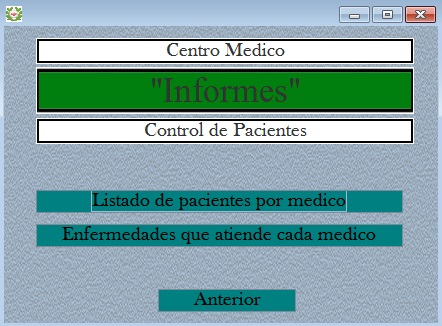 Centro Medico
"Informes"
Control de Pacientes
Listado de pacientes por medico
Enfermedades que atiende cada medico
Anterior